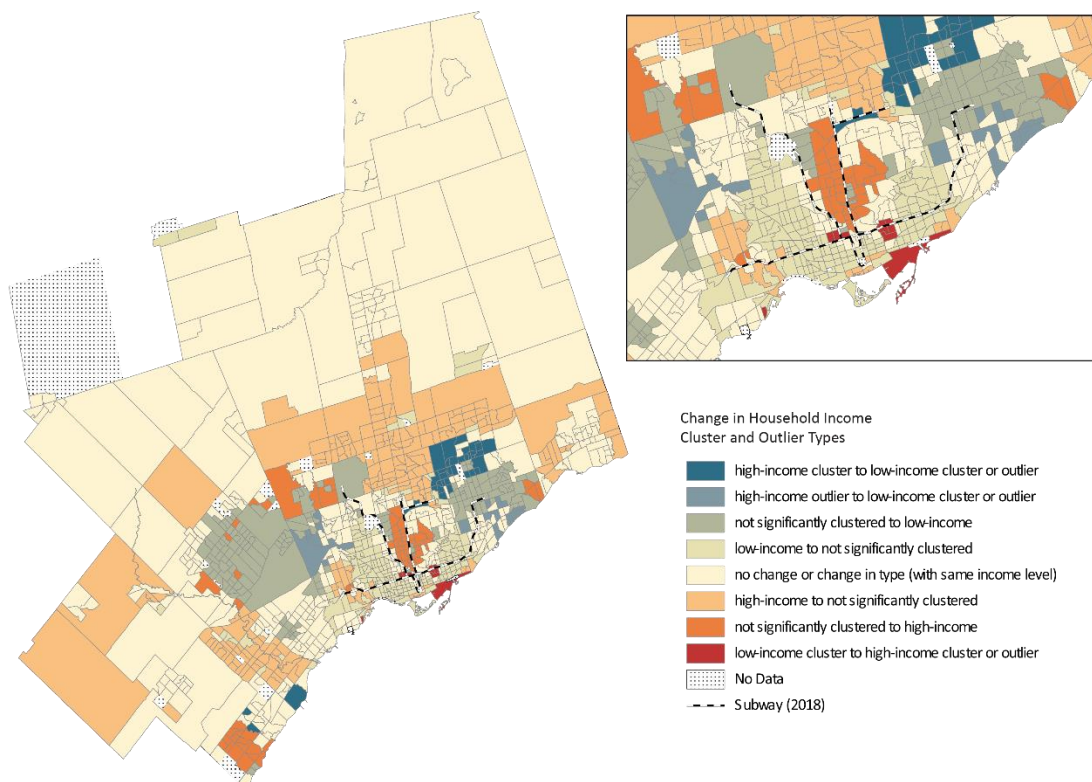 Change in Household Income
Cluster and Outlier Types
high-income cluster to low-income cluster or outlier
high-income outlier to low-income cluster or outlier
not significantly clustered to low-income
low-income to not significantly clustered
no change or change in type (with same income level)
high-income to not significantly clustered
not significantly clustered to high-income
low-income cluster to high-income cluster or outlier
No Data
Subway (2018)